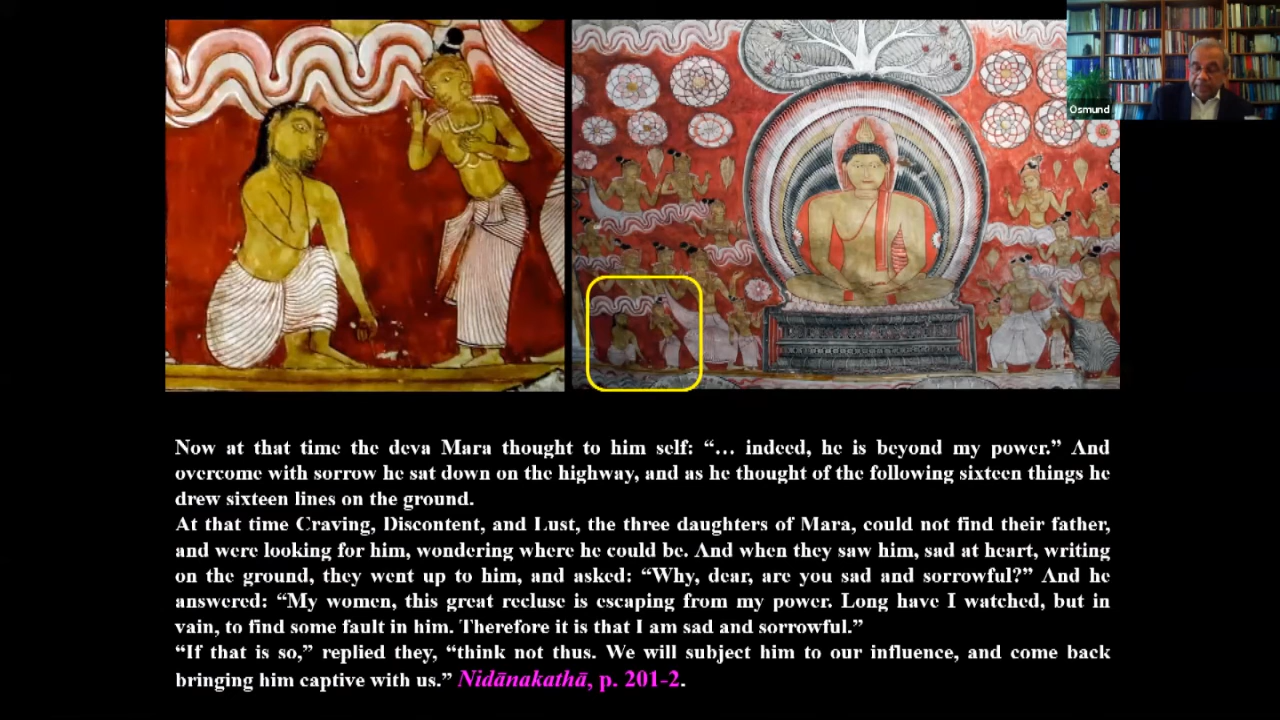 Osmund
Now at that time the deva Mara thought to him self: “… indeed, he is beyond my power.” And
overcome with sorrow he sat down on the highway, and as he thought of the following sixteen things he
drew sixteen lines on the ground.
At that time Craving, Discontent, and Lust, the three daughters of Mara, could not find their father,
and were looking for him, wondering where he could be. And when they saw him, sad at heart, writing
on the ground, they went up to him, and asked: “Why, dear, are you sad and sorrowful?” And he
answered: “My women, this great recluse is escaping from my power. Long have I watched, but in
vain, to find some fault in him. Therefore it is that I am sad and sorrowful.”
“If that is so,” replied they, “think not thus. We will subject him to our influence, and come back
bringing him captive with us.” Nidānakathā, p. 201-2.